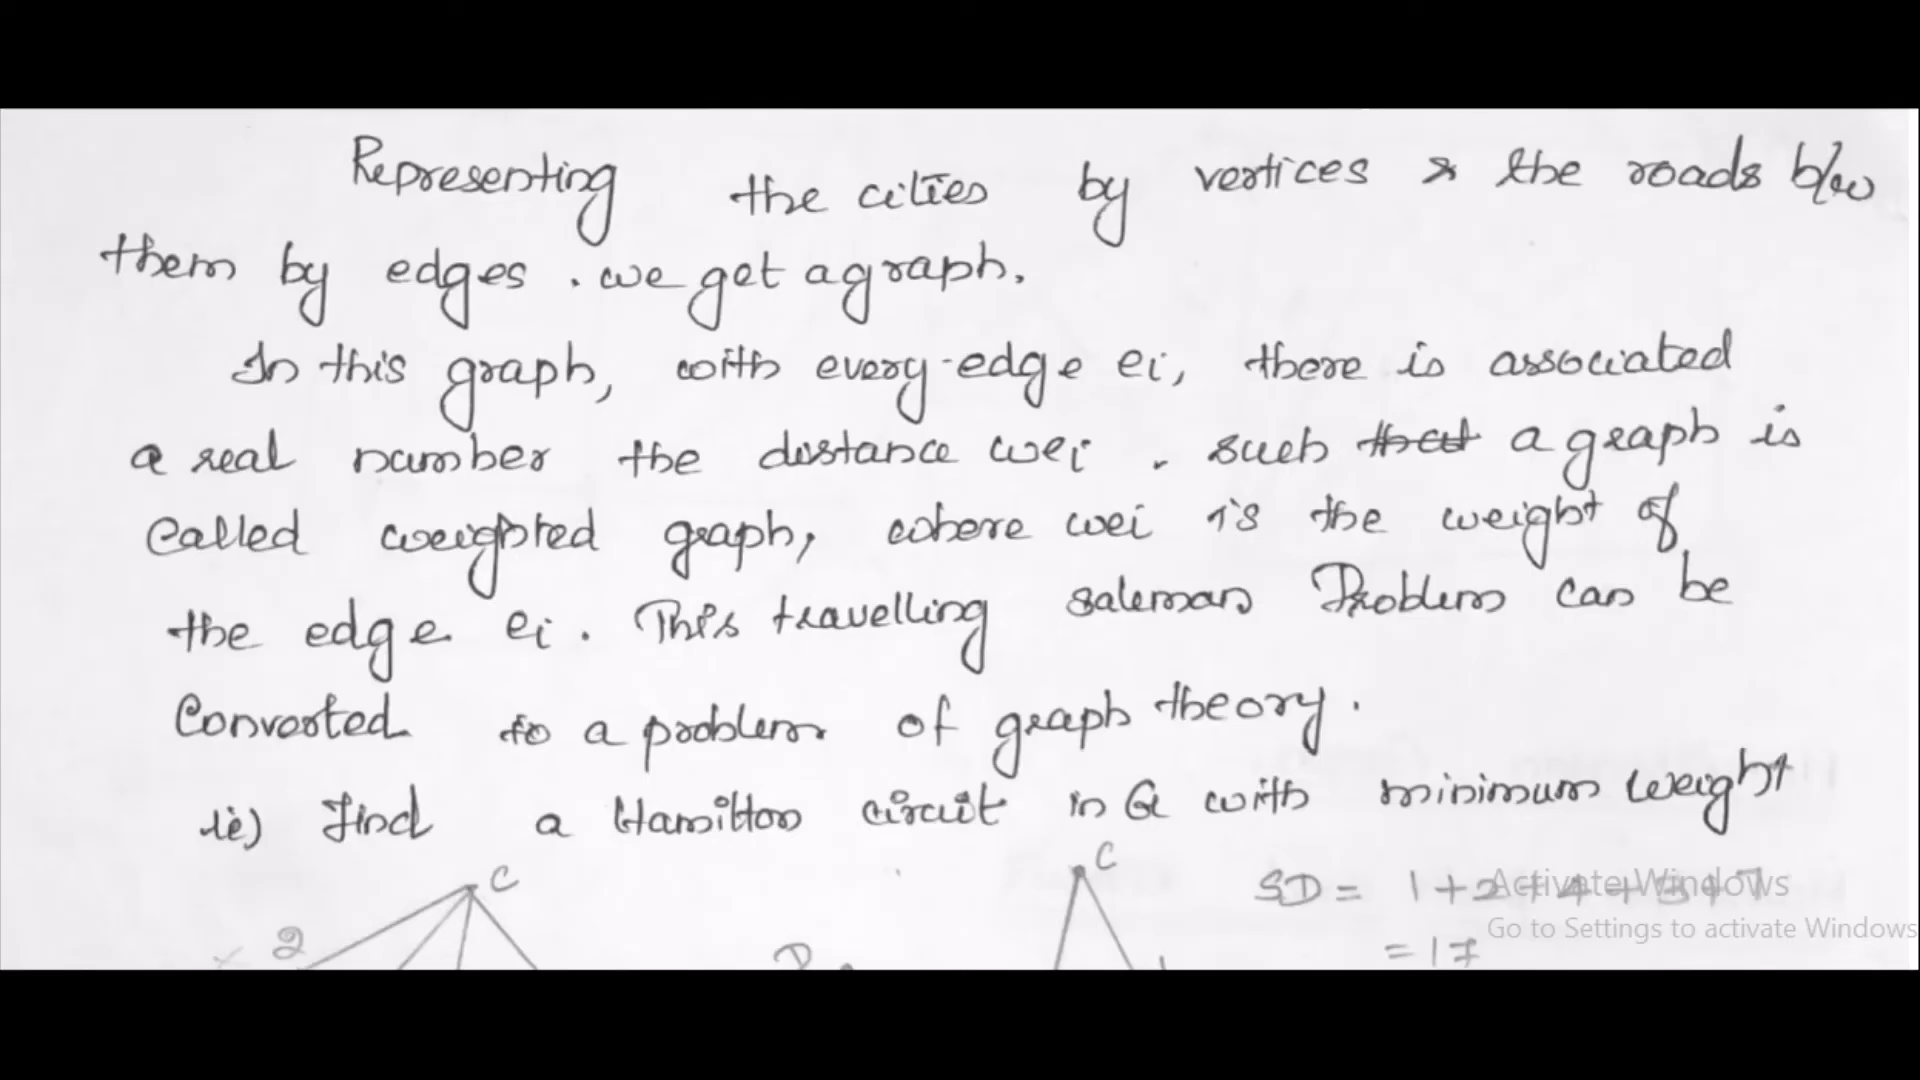 Representing the cities by vertices & the roads b/w
them by edges. we get a graph.
In this graph, with every edge ei, there is associated
a real number the distance wei. such that a graph is
called weighted graph, where wei is the weight of
the edge ei. This travelling saleman Problem can be
Converted to a problem of graph theory.
ie) Find a Hamilton circuit in G with minimum weight
C
C
SD = 1+2+4+3+7
Activate Windows
2
Go to Settings to activate Windows
D
= 17